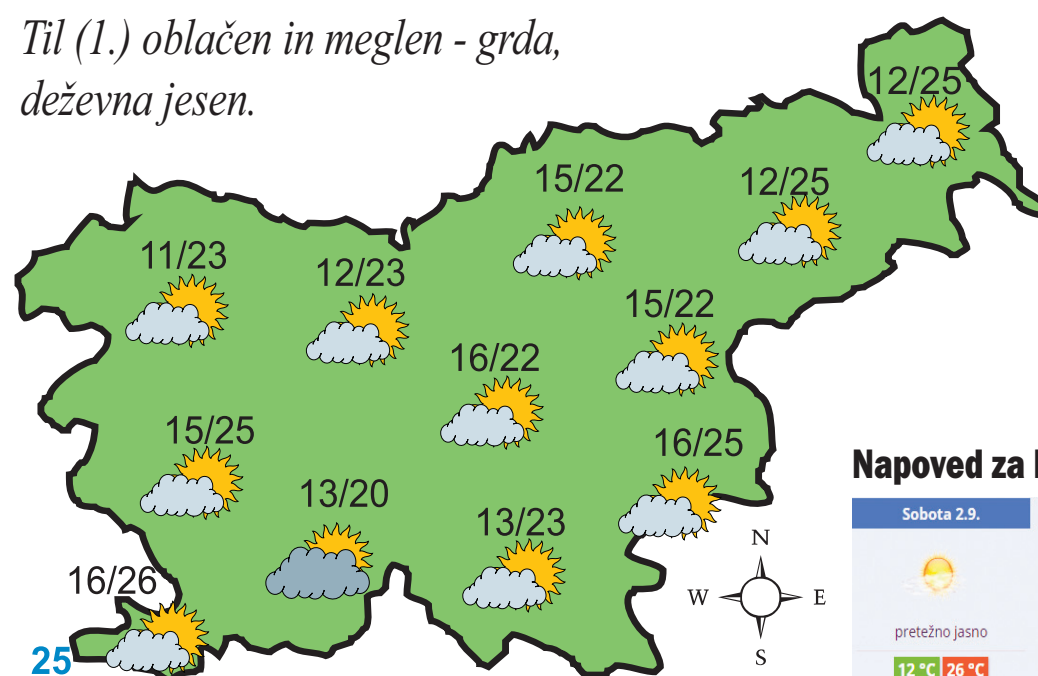 Til (1.) oblačen in meglen - grda,
deževna jesen.
12/25
15/22
12/25
11/23
12/23
15/22
16/22
15/25
16/25
13/20
13/23
16/26
25
N
W E
S
Napoved za
Sobota 2.9.
pretežno jasno
12 °C 26 °C